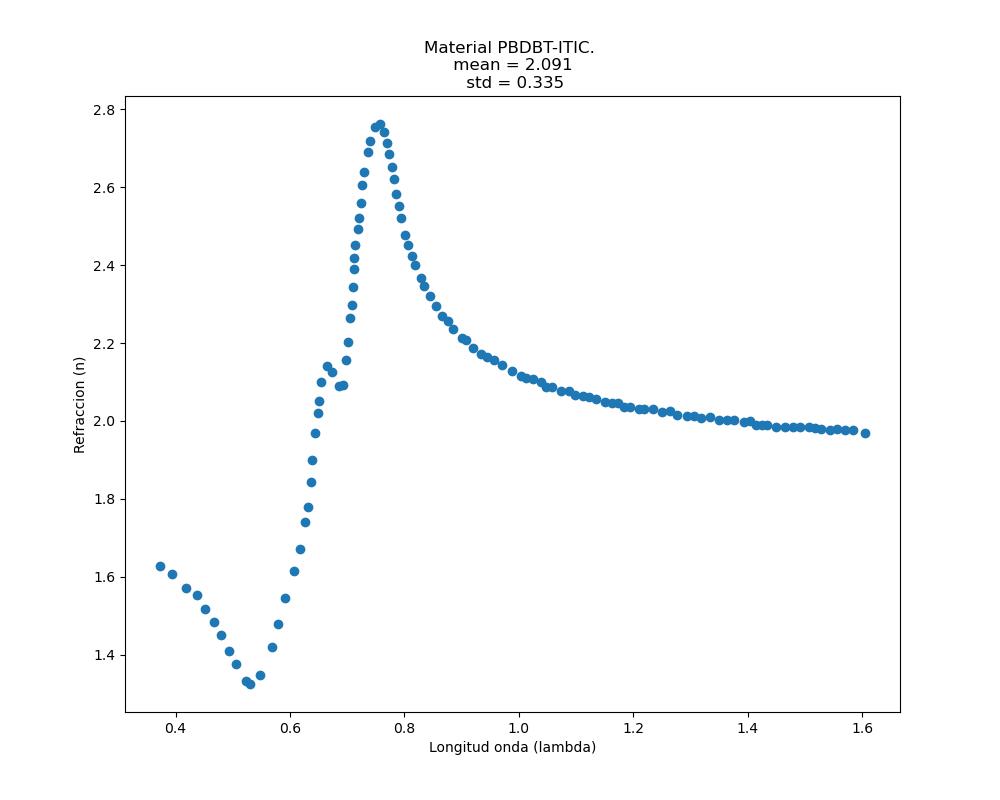 Material PBDBT-ITIC.
mean = 2.091
std = 0.335
2.8
2.6
2.4
2.2
2.0
1.8
1.6
1.4
Refraccion (n)
0.4 0.6 0.8 1.0 1.2 1.4 1.6
Longitud onda (lambda)